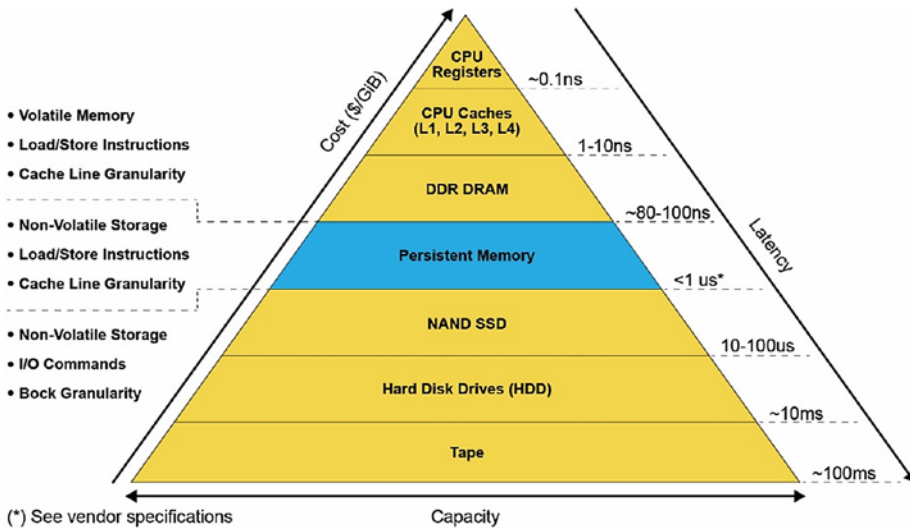 CPU
Registers
~0.1ns
CPU Caches
(L1, L2, L3, L4)
1-10ns
DDR DRAM
~80-100ns
Persistent Memory
<1 us*
NAND SSD
10-100us
Hard Disk Drives (HDD)
~10ms
Tape
~100ms
Cost ($/GiB)
Latency
• Volatile Memory
• Load/Store Instructions
• Cache Line Granularity
• Non-Volatile Storage
• Load/Store Instructions
• Cache Line Granularity
• Non-Volatile Storage
• I/O Commands
• Bock Granularity
(*) See vendor specifications
Capacity